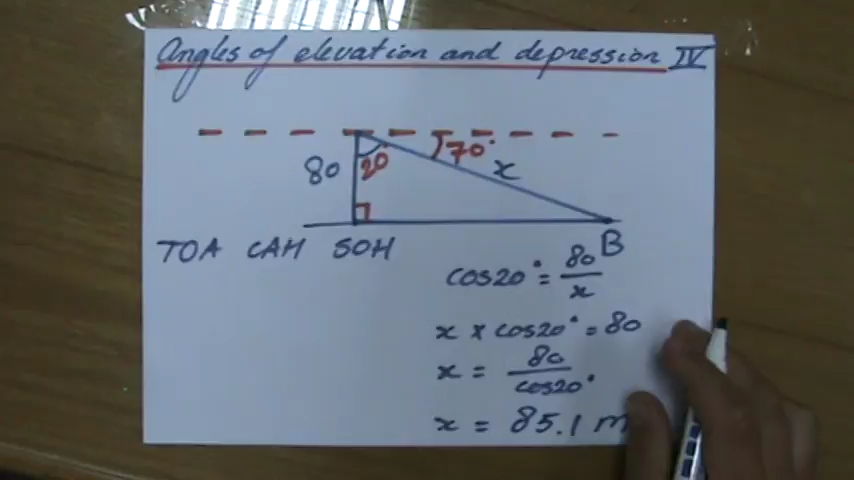 Angles of elevation and depression IV
80 20 70° x
B
TOA CAH SOH
cos20° = 80/x
x × cos20° = 80
x = 80/cos20°
x = 85.1 m